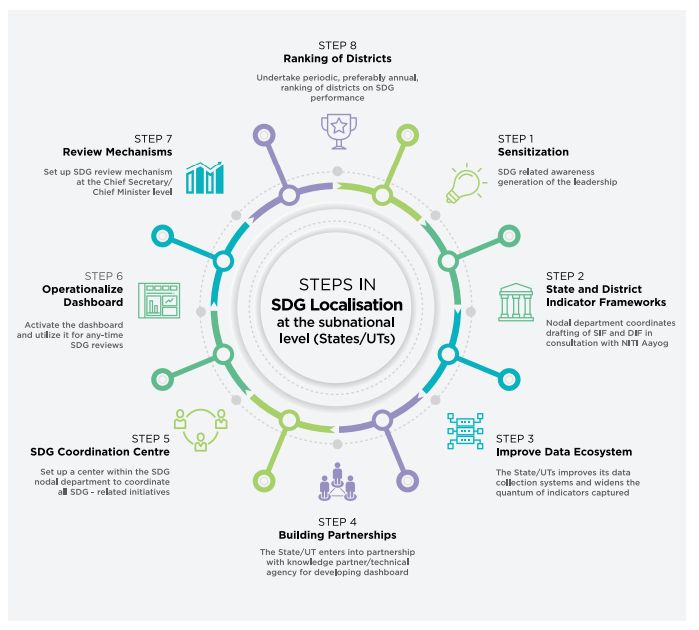 STEP 8
Ranking of Districts
Undertake periodic, preferably annual,
ranking of districts on SDG
performance
STEP 1
Sensitization
SDG related awareness
generation of the leadership
STEP 2
State and District
Indicator Frameworks
Nodal department coordinates
drafting of SIF and DIF in
consultation with NITI Aayog
STEP 3
Improve Data Ecosystem
The State/UTs improves its data
collection systems and widens the
quantum of indicators captured
STEP 4
Building Partnerships
The State/UT enters into partnership
with knowledge partner/technical
agency for developing dashboard
STEP 5
SDG Coordination Centre
Set up a center within the SDG
nodal department to coordinate
all SDG - related initiatives
STEP 6
Operationalize
Dashboard
Activate the dashboard
and utilize it for any-time
SDG reviews
STEP 7
Review Mechanisms
Set up SDG review mechanism
at the Chief Secretary/
Chief Minister level
STEPS IN
SDG Localisation
at the subnational
level (States/UTs)